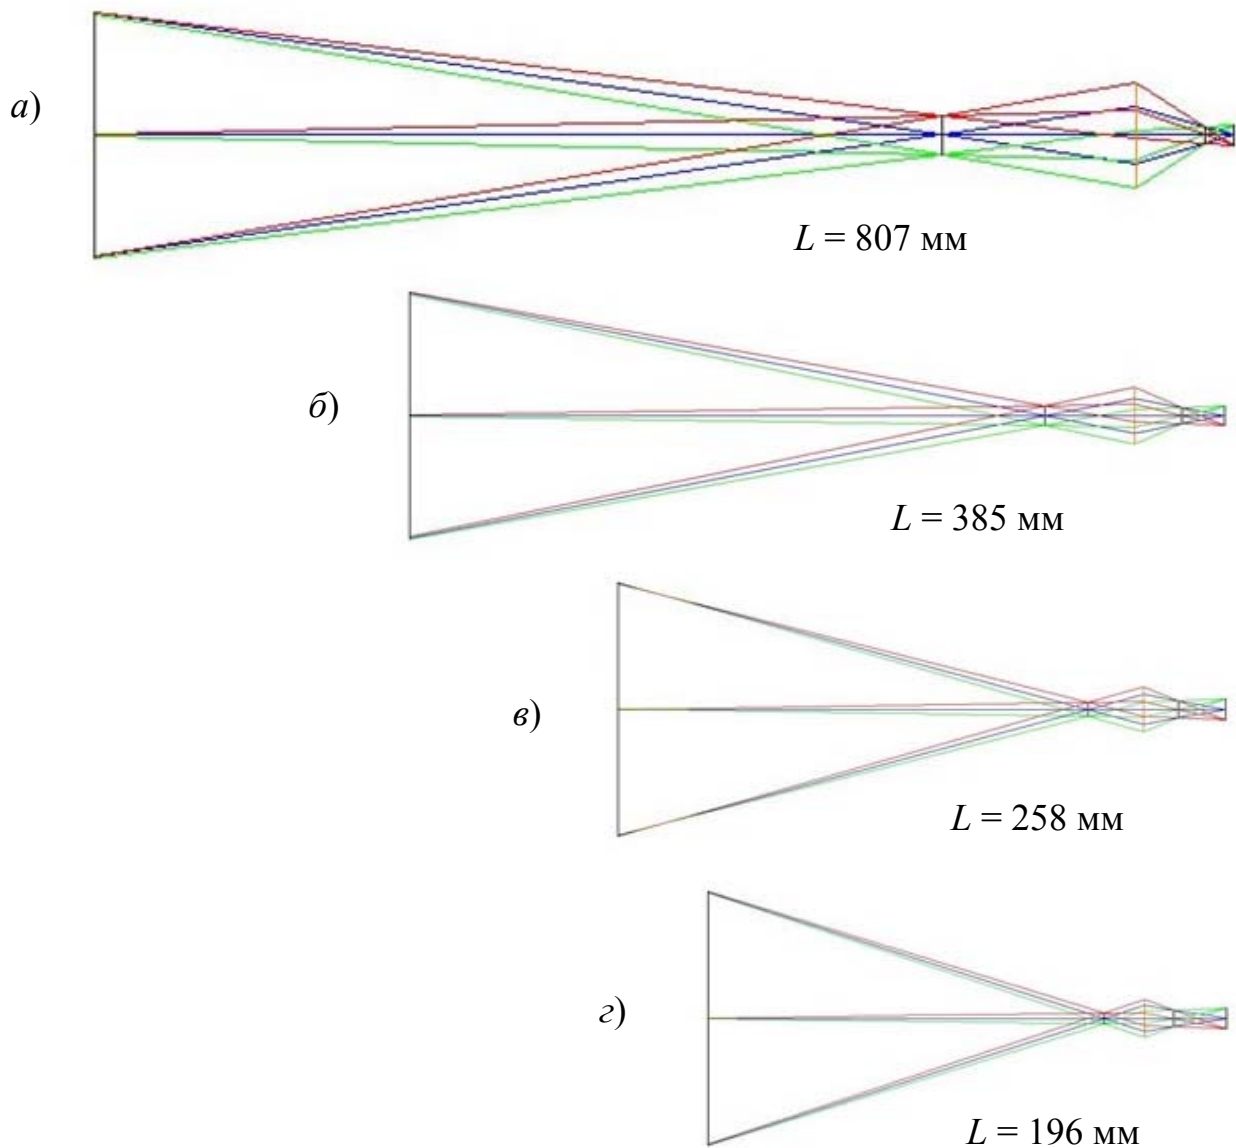 а)
L = 807 мм
б)
L = 385 мм
в)
L = 258 мм
г)
L = 196 мм